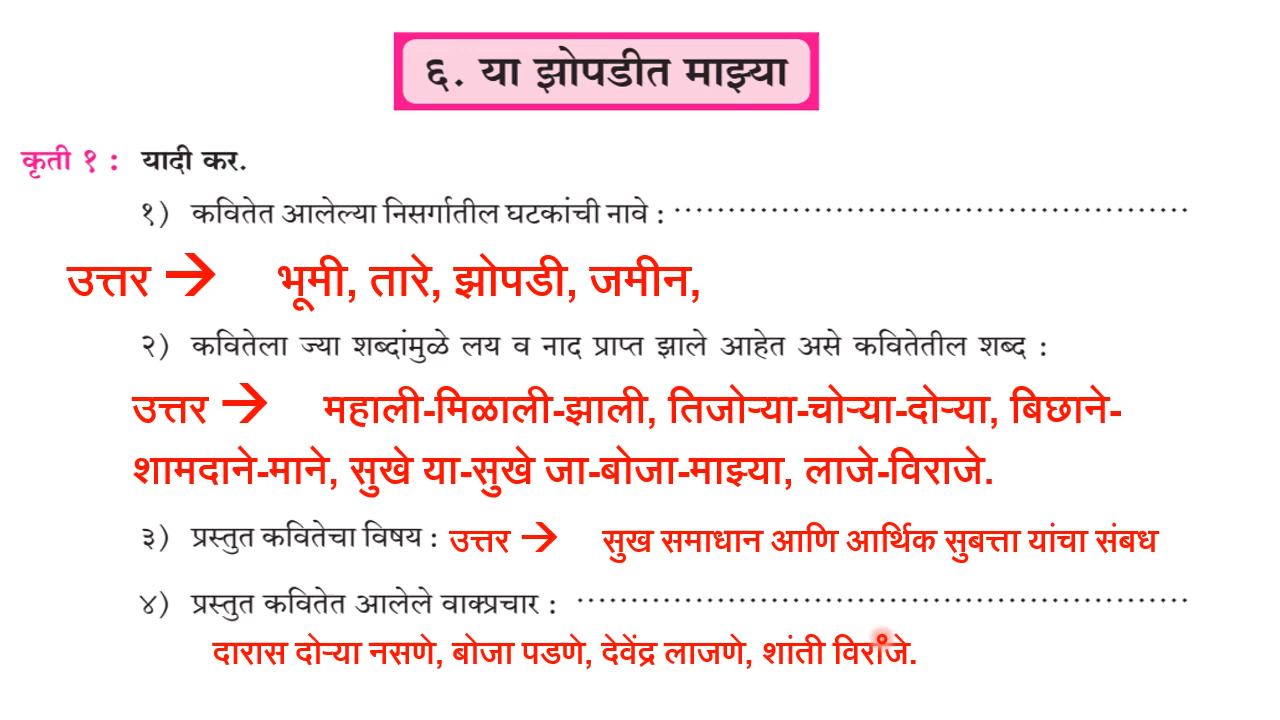 ६. या झोपडीत माझ्या
कृती १ : यादी कर.
१) कवितेत आलेल्या निसर्गातील घटकांची नावे : ................................................
उत्तर → भूमी, तारे, झोपडी, जमीन,
२) कवितेला ज्या शब्दांमुळे लय व नाद प्राप्त झाले आहेत असे कवितेतील शब्द :
उत्तर → महाली-मिळाली-झाली, तिजोऱ्या-चोऱ्या-दोऱ्या, बिछाने-
शामदाने-माने, सुखे या-सुखे जा-बोजा-माझ्या, लाजे-विराजे.
३) प्रस्तुत कवितेचा विषय : उत्तर → सुख समाधान आणि आर्थिक सुबत्ता यांचा संबध
४) प्रस्तुत कवितेत आलेले वाक्प्रचार : ................................................
दारास दोऱ्या नसणे, बोजा पडणे, देवेंद्र लाजणे, शांती विराजे.